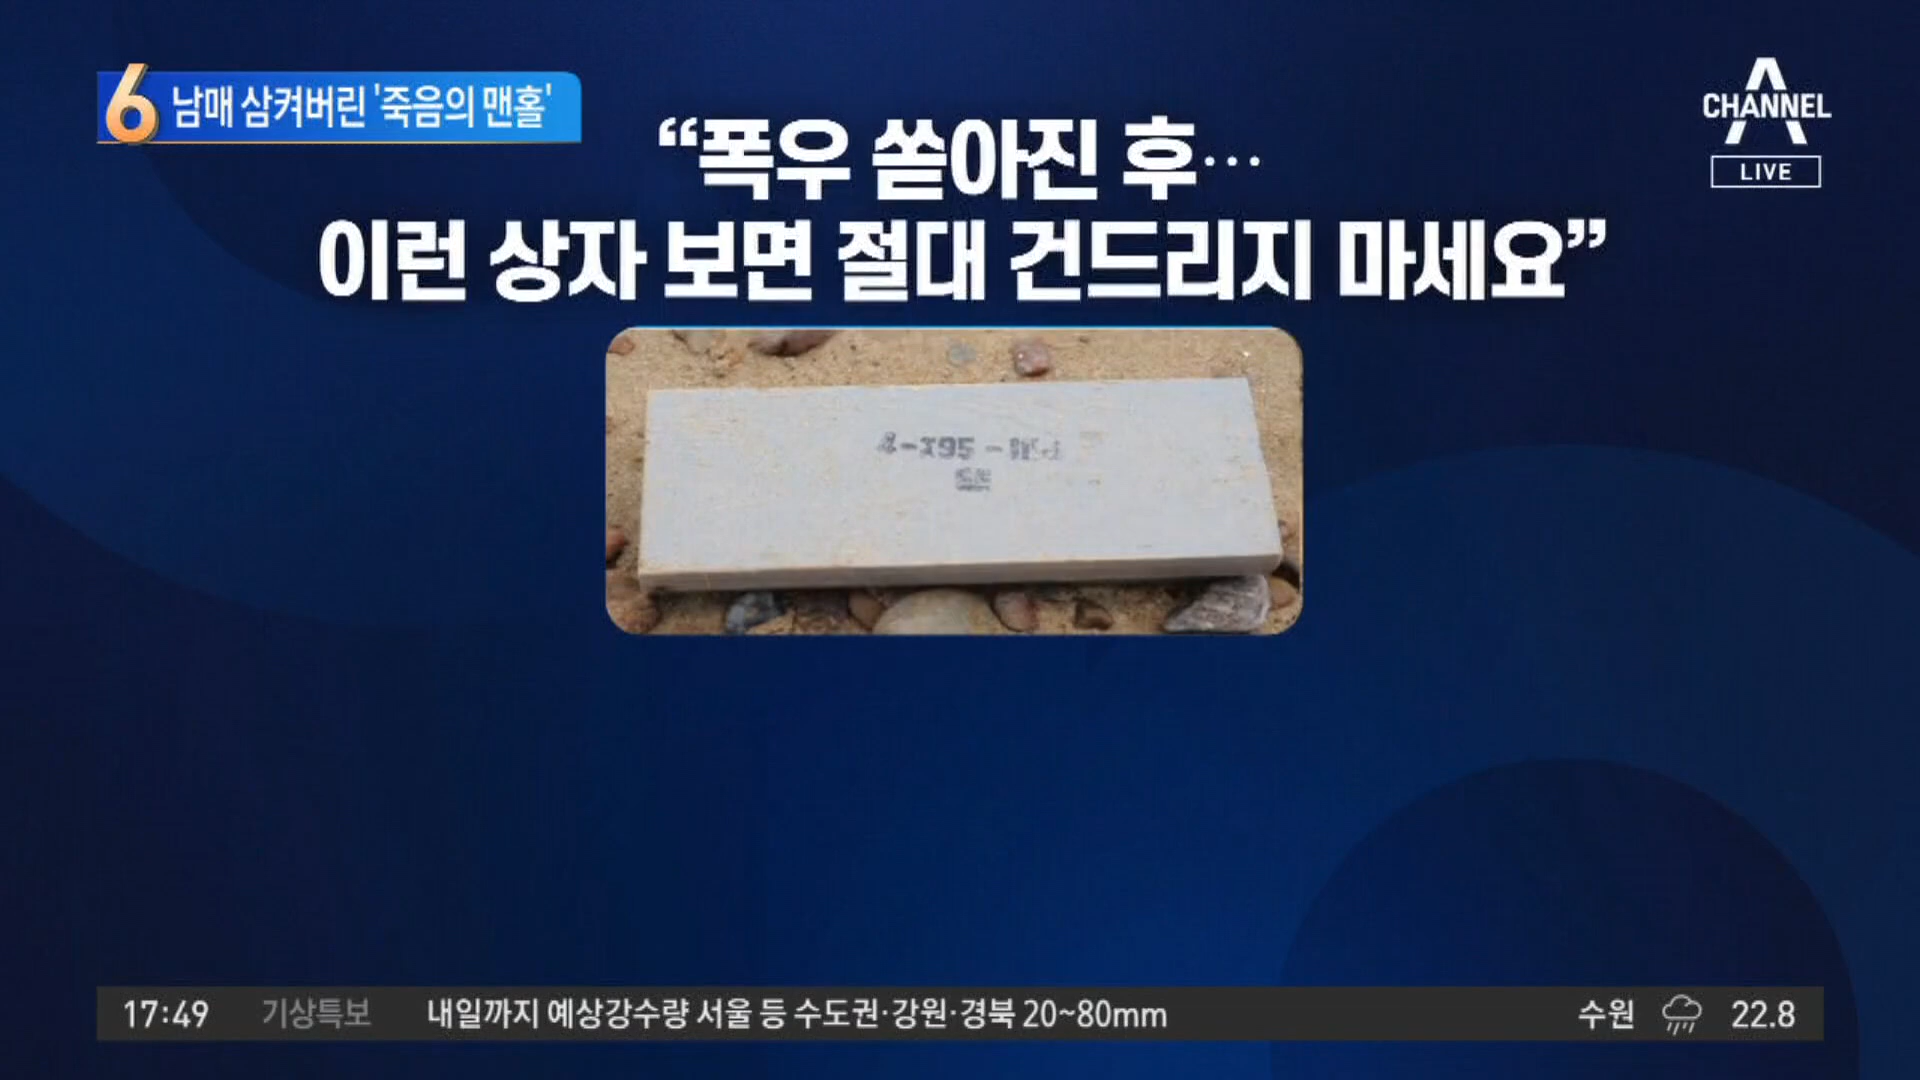 6 남매 삼켜버린 '죽음의 맨홀'
CHANNEL A
LIVE
“폭우 쏟아진 후…
이런 상자 보면 절대 건드리지 마세요”
17:49 기상특보 내일까지 예상강수량 서울 등 수도권·강원·경북 20~80mm 수원 22.8